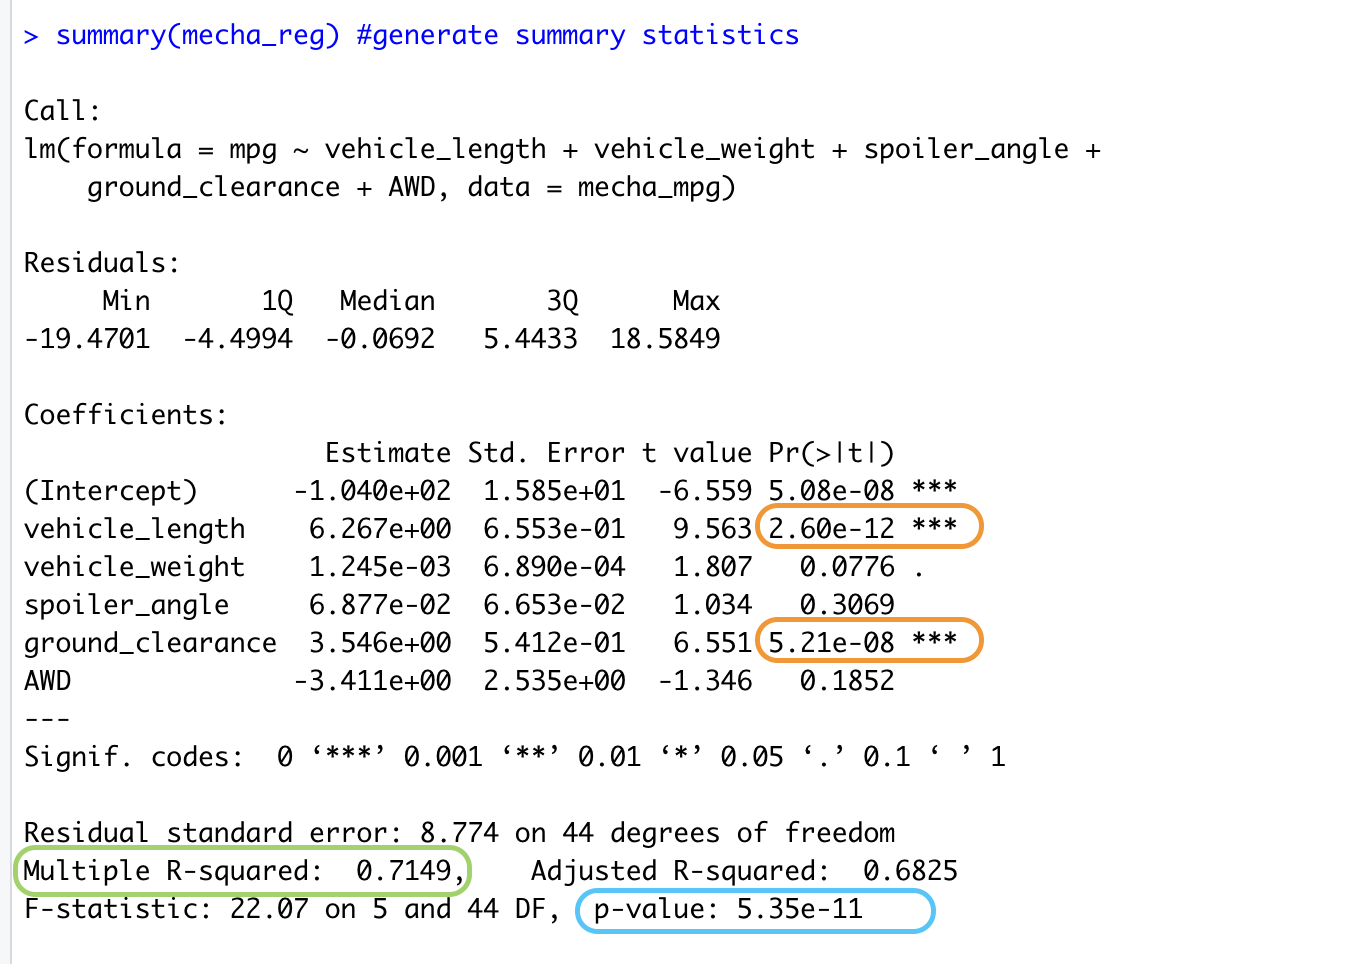 > summary(mecha_reg) #generate summary statistics
Call:
lm(formula = mpg ~ vehicle_length + vehicle_weight + spoiler_angle +
    ground_clearance + AWD, data = mecha_mpg)
Residuals:
     Min       1Q   Median       3Q      Max
-19.4701  -4.4994  -0.0692   5.4433  18.5849
Coefficients:
                   Estimate Std. Error t value Pr(>|t|)
(Intercept)      -1.040e+02  1.585e+01  -6.559 5.08e-08 ***
vehicle_length    6.267e+00  6.553e-01   9.563 2.60e-12 ***
vehicle_weight    1.245e-03  6.890e-04   1.807   0.0776 .
spoiler_angle     6.877e-02  6.653e-02   1.034   0.3069
ground_clearance  3.546e+00  5.412e-01   6.551 5.21e-08 ***
AWD              -3.411e+00  2.535e+00  -1.346   0.1852
---
Signif. codes:  0 ‘***’ 0.001 ‘**’ 0.01 ‘*’ 0.05 ‘.’ 0.1 ‘ ’ 1
Residual standard error: 8.774 on 44 degrees of freedom
Multiple R-squared:  0.7149,    Adjusted R-squared:  0.6825
F-statistic: 22.07 on 5 and 44 DF,  p-value: 5.35e-11